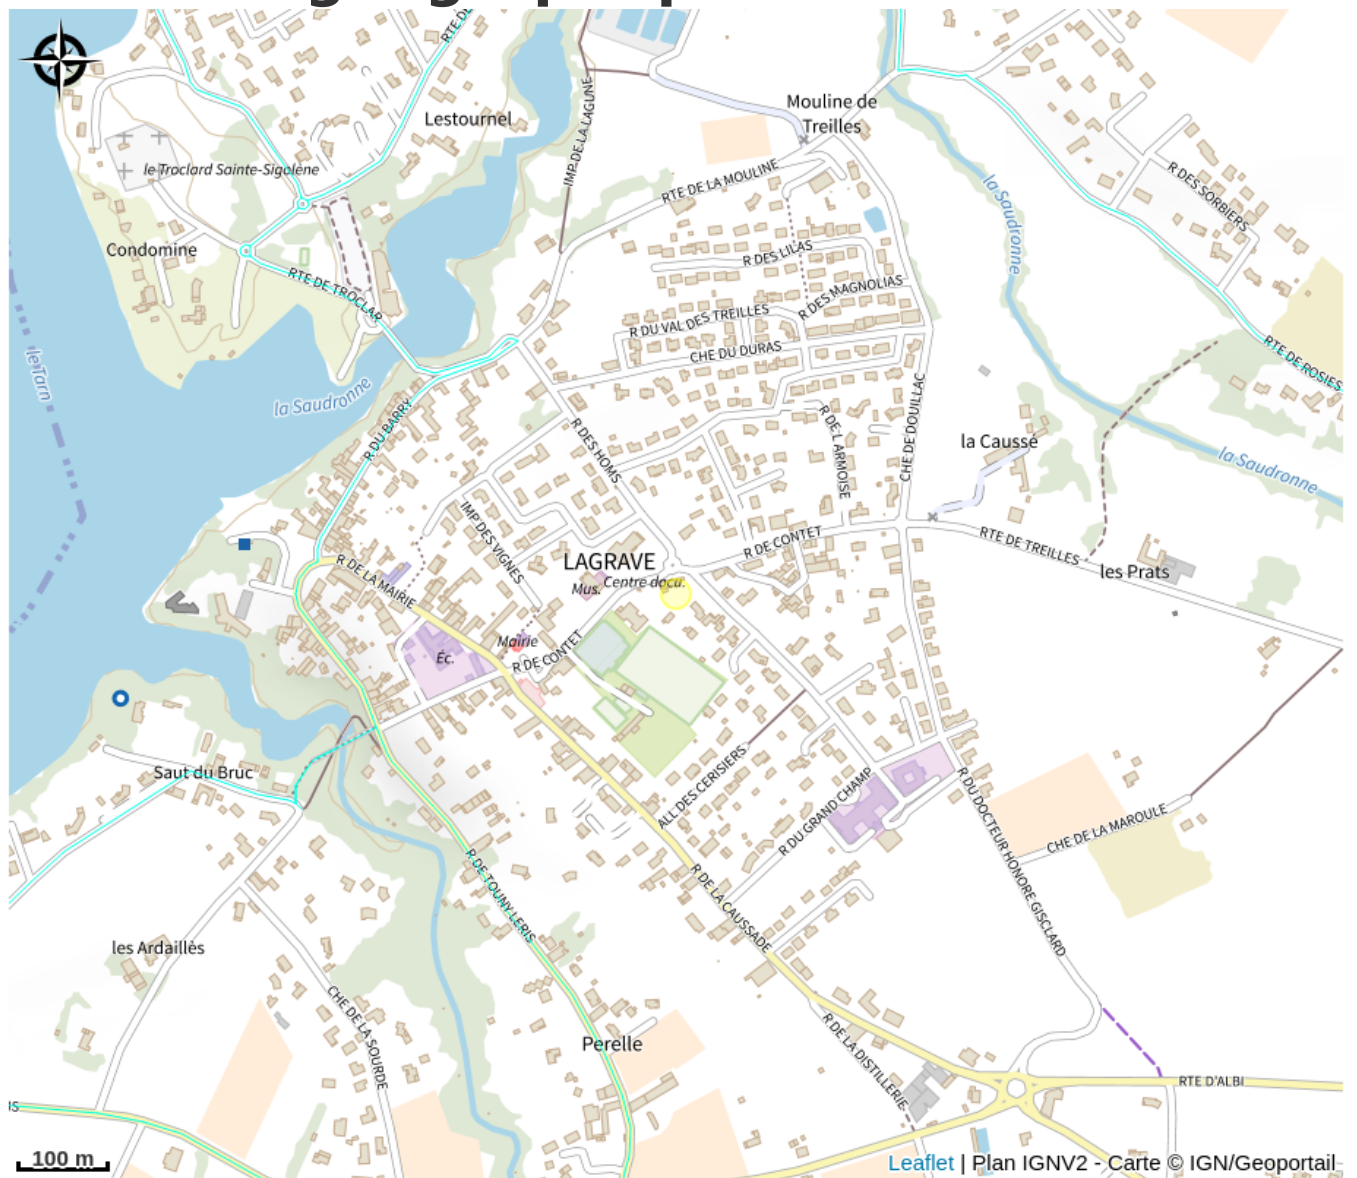 RTE DE
Lestournel
Mouline de
Treilles
IMP DE LA LAGUNE
le Troclard Sainte-Sigolène
RTE DE LA MOULINE
R DES SORBIERS
la Saudronne
Condomine
R DES LILAS
RTE DE TROCLAR
R DES MAGNOLIAS
R DU VAL DES TREILLES
CHE DU DURAS
RTE DE ROSIES
le Tarn
la Saudronne
R DU BARRY
R DES HOMS
R DE L ARMOISE
CHE DE DOUILLAC
la Causse
la Saudronne
IMP DES VIGNES
R DE CONTET
RTE DE TREILLES
LAGRAVE
R DE LA MAIRIE
Mus.
Centre docu.
les Prats
Mairie
Éc.
R DE CONTET
Saut du Bruc
ALL DES CERISIERS
R DU GRAND CHAMP
R DU DOCTEUR HONORE GISCLARD
CHE DE LA MAROULE
R DE TOUNY LERIS
R DE LA CAUSSADE
les Ardaillès
CHE DE LA SOURDE
Perelle
R DE LA DISTILLERIE
RTE D'ALBI
100 m
Leaflet | Plan IGNV2 - Carte © IGN/Geoportail